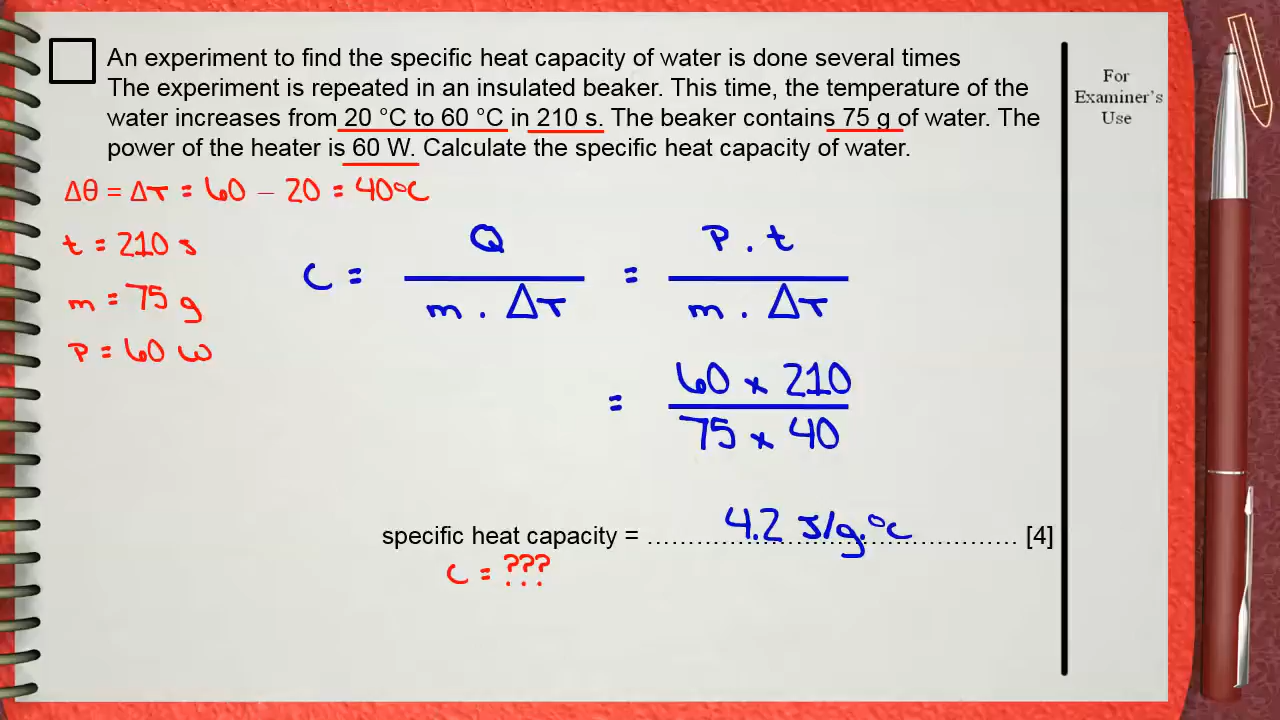 An experiment to find the specific heat capacity of water is done several times
The experiment is repeated in an insulated beaker. This time, the temperature of the
water increases from 20 °C to 60 °C in 210 s. The beaker contains 75 g of water. The
power of the heater is 60 W. Calculate the specific heat capacity of water.
For
Examiner's
Use
Δθ = ΔT = 60 – 20 = 40°C
t = 210 s
m = 75 g
P = 60 W
C = Q / m . ΔT = P . t / m . ΔT
= 60 x 210 / 75 x 40
specific heat capacity = ........ 4.2 J/g.°C ........ [4]
C = ???